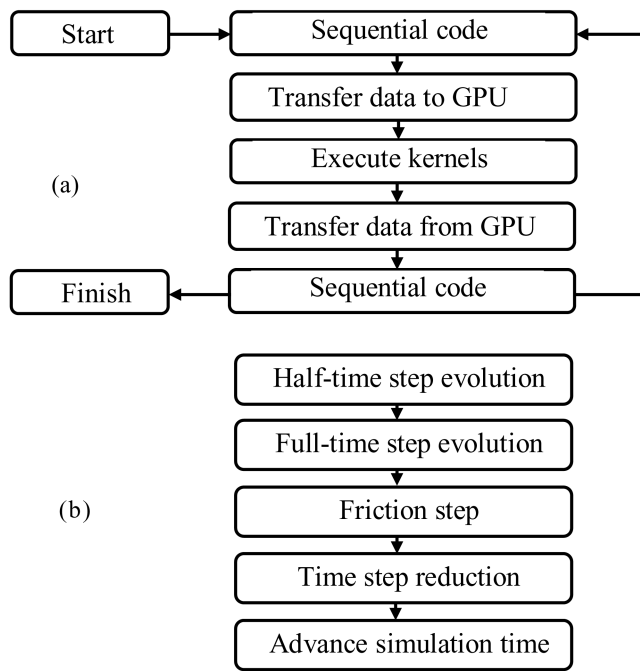 Start
Sequential code
Transfer data to GPU
Execute kernels
(a)
Transfer data from GPU
Finish
Sequential code
Half-time step evolution
Full-time step evolution
(b)
Friction step
Time step reduction
Advance simulation time